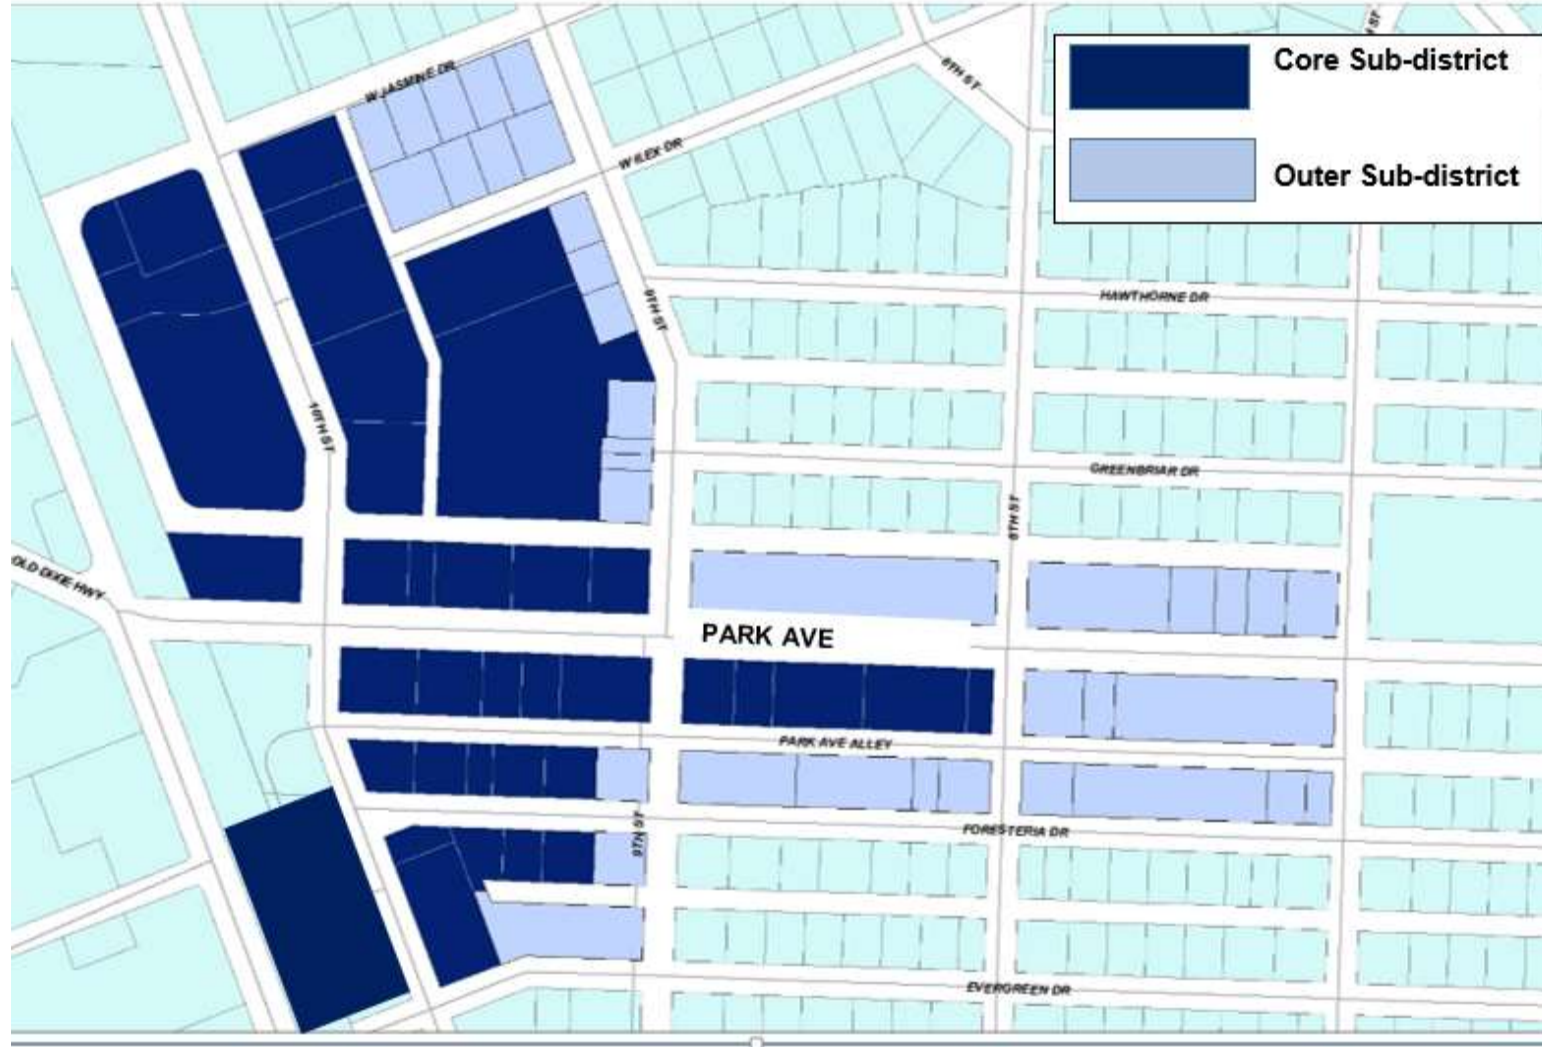 Core Sub-district
Outer Sub-district
W JASMINE DR
8TH ST
W ILEX DR
HAWTHORNE DR
9TH ST
10TH ST
GREENBRIAR DR
8TH ST
OLD DIXIE HWY
PARK AVE
PARK AVE ALLEY
9TH ST
FORESTERIA DR
EVERGREEN DR